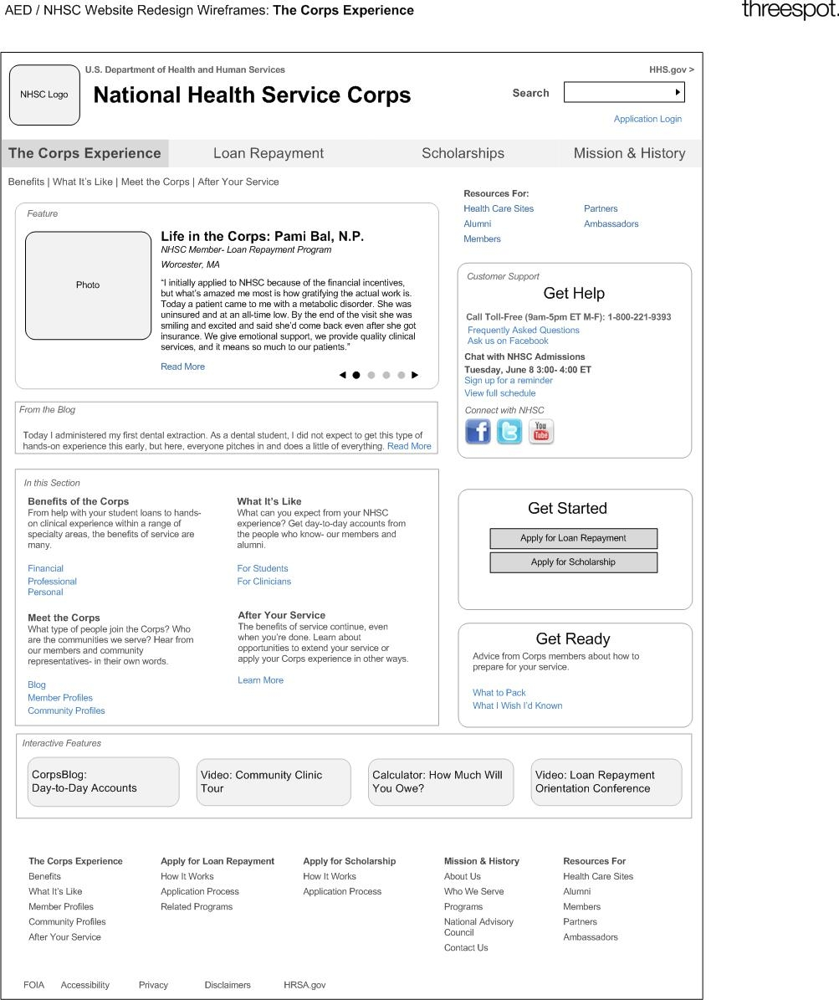 AED / NHSC Website Redesign Wireframes: The Corps Experience
threespot.
NHSC Logo
U.S. Department of Health and Human Services
HHS.gov >
National Health Service Corps
Search
Application Login
The Corps Experience
Loan Repayment
Scholarships
Mission & History
Benefits | What It's Like | Meet the Corps | After Your Service
Feature
Photo
Life in the Corps: Pami Bal, N.P.
NHSC Member- Loan Repayment Program
Worcester, MA
“I initially applied to NHSC because of the financial incentives,
but what's amazed me most is how gratifying the actual work is.
Today a patient came to me with a metabolic disorder. She was
uninsured and at an all-time low. By the end of the visit she was
smiling and excited and said she'd come back even after she got
insurance. We give emotional support, we provide quality clinical
services, and it means so much to our patients.”
Read More
Resources For:
Health Care Sites
Partners
Alumni
Ambassadors
Members
Customer Support
Get Help
Call Toll-Free (9am-5pm ET M-F): 1-800-221-9393
Frequently Asked Questions
Ask us on Facebook
Chat with NHSC Admissions
Tuesday, June 8 3:00- 4:00 ET
Sign up for a reminder
View full schedule
Connect with NHSC
f
t
You
Tube
From the Blog
Today I administered my first dental extraction. As a dental student, I did not expect to get this type of
hands-on experience this early, but here, everyone pitches in and does a little of everything. Read More
In this Section
Benefits of the Corps
From help with your student loans to hands-
on clinical experience within a range of
specialty areas, the benefits of service are
many.
Financial
Professional
Personal
What It's Like
What can you expect from your NHSC
experience? Get day-to-day accounts from
the people who know- our members and
alumni.
For Students
For Clinicians
Meet the Corps
What type of people join the Corps? Who
are the communities we serve? Hear from
our members and community
representatives- in their own words.
Blog
Member Profiles
Community Profiles
After Your Service
The benefits of service continue, even
when you're done. Learn about
opportunities to extend your service or
apply your Corps experience in other ways.
Learn More
Get Started
Apply for Loan Repayment
Apply for Scholarship
Get Ready
Advice from Corps members about how to
prepare for your service.
What to Pack
What I Wish I'd Known
Interactive Features
CorpsBlog:
Day-to-Day Accounts
Video: Community Clinic
Tour
Calculator: How Much Will
You Owe?
Video: Loan Repayment
Orientation Conference
The Corps Experience
Benefits
What It's Like
Member Profiles
Community Profiles
After Your Service
Apply for Loan Repayment
How It Works
Application Process
Related Programs
Apply for Scholarship
How It Works
Application Process
Mission & History
About Us
Who We Serve
Programs
National Advisory
Council
Contact Us
Resources For
Health Care Sites
Alumni
Members
Partners
Ambassadors
FOIA
Accessibility
Privacy
Disclaimers
HRSA.gov